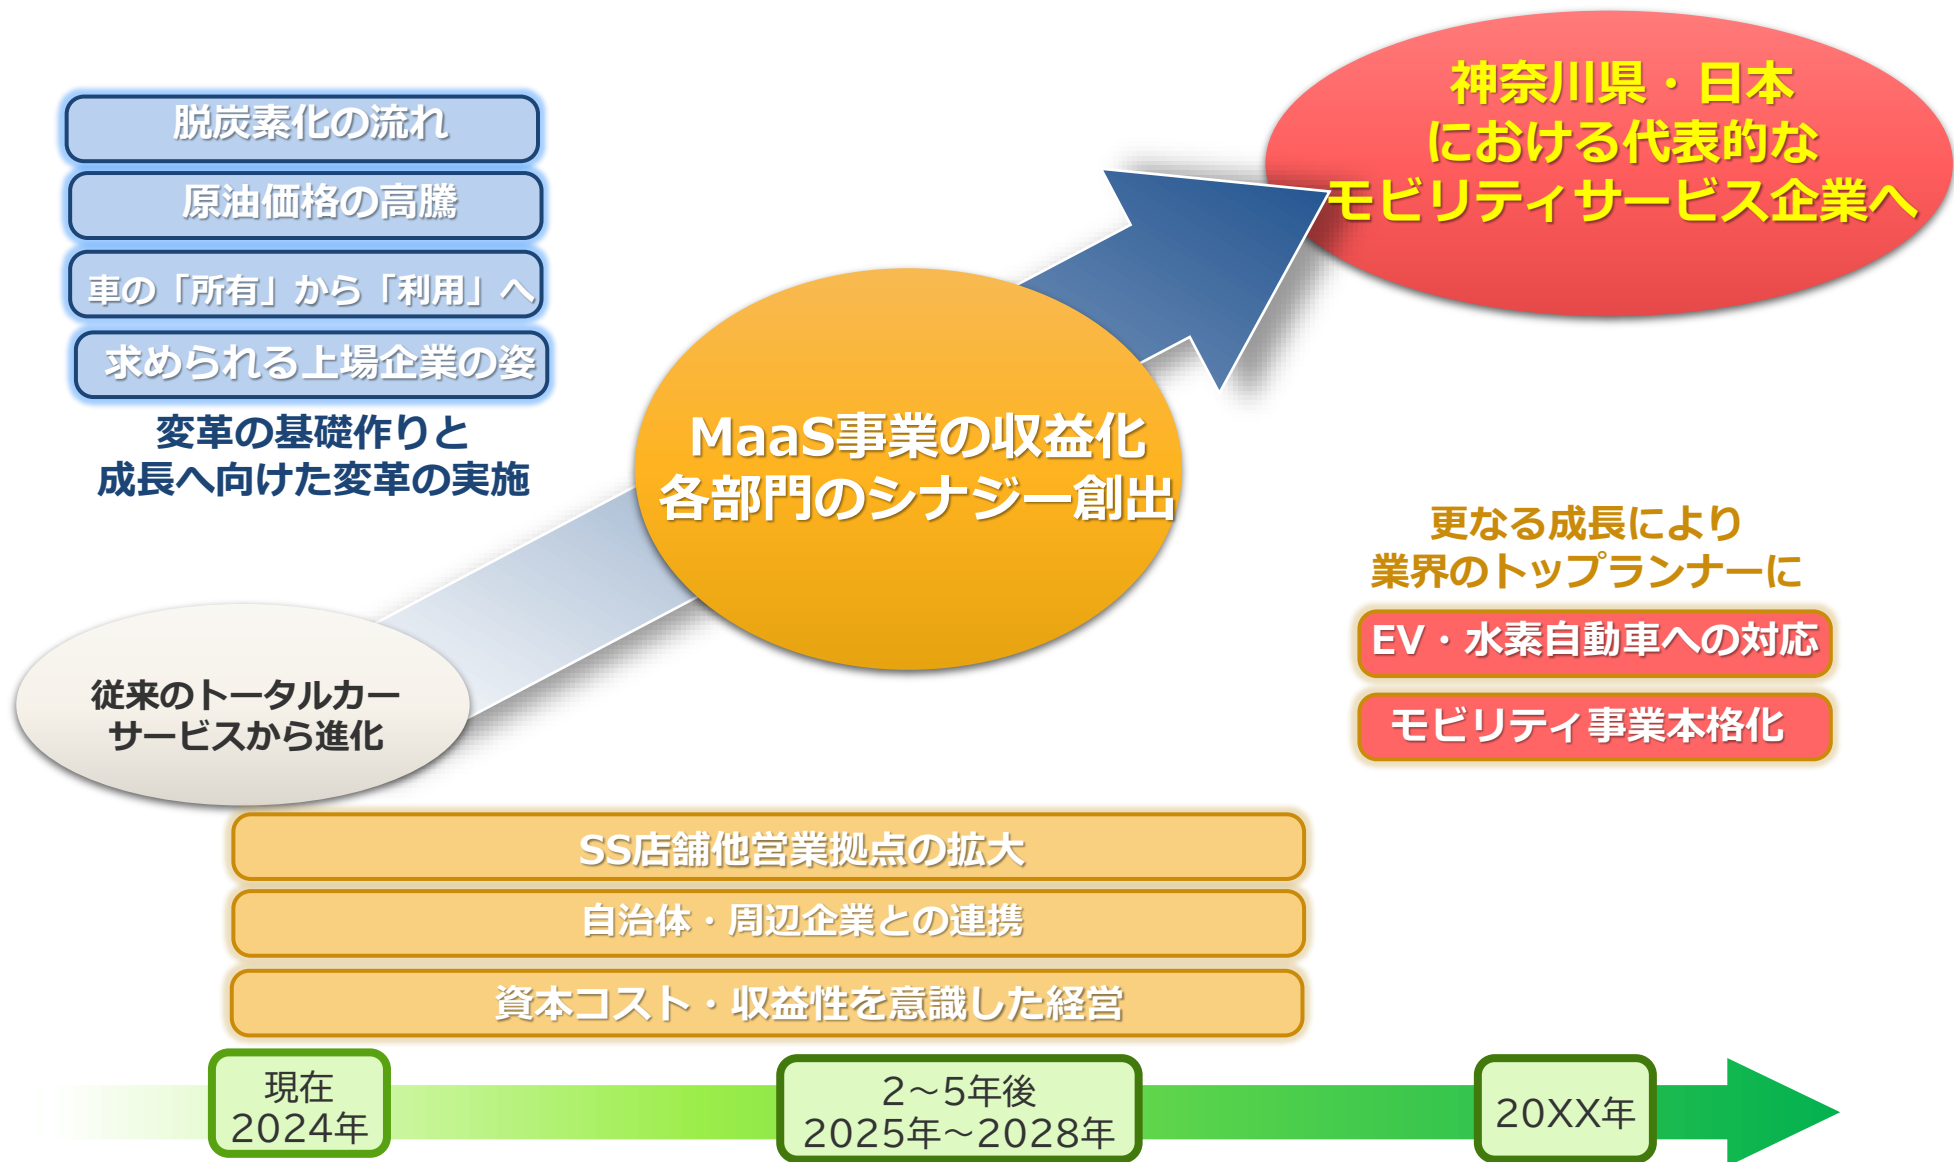 神奈川県・日本
における代表的な
モビリティサービス企業へ
脱炭素化の流れ
原油価格の高騰
車の「所有」から「利用」へ
求められる上場企業の姿
変革の基礎作りと
成長へ向けた変革の実施
MaaS事業の収益化
各部門のシナジー創出
更なる成長により
業界のトップランナーに
EV・水素自動車への対応
モビリティ事業本格化
従来のトータルカー
サービスから進化
SS店舗他営業拠点の拡大
自治体・周辺企業との連携
資本コスト・収益性を意識した経営
現在
2024年
2～5年後
2025年～2028年
20XX年